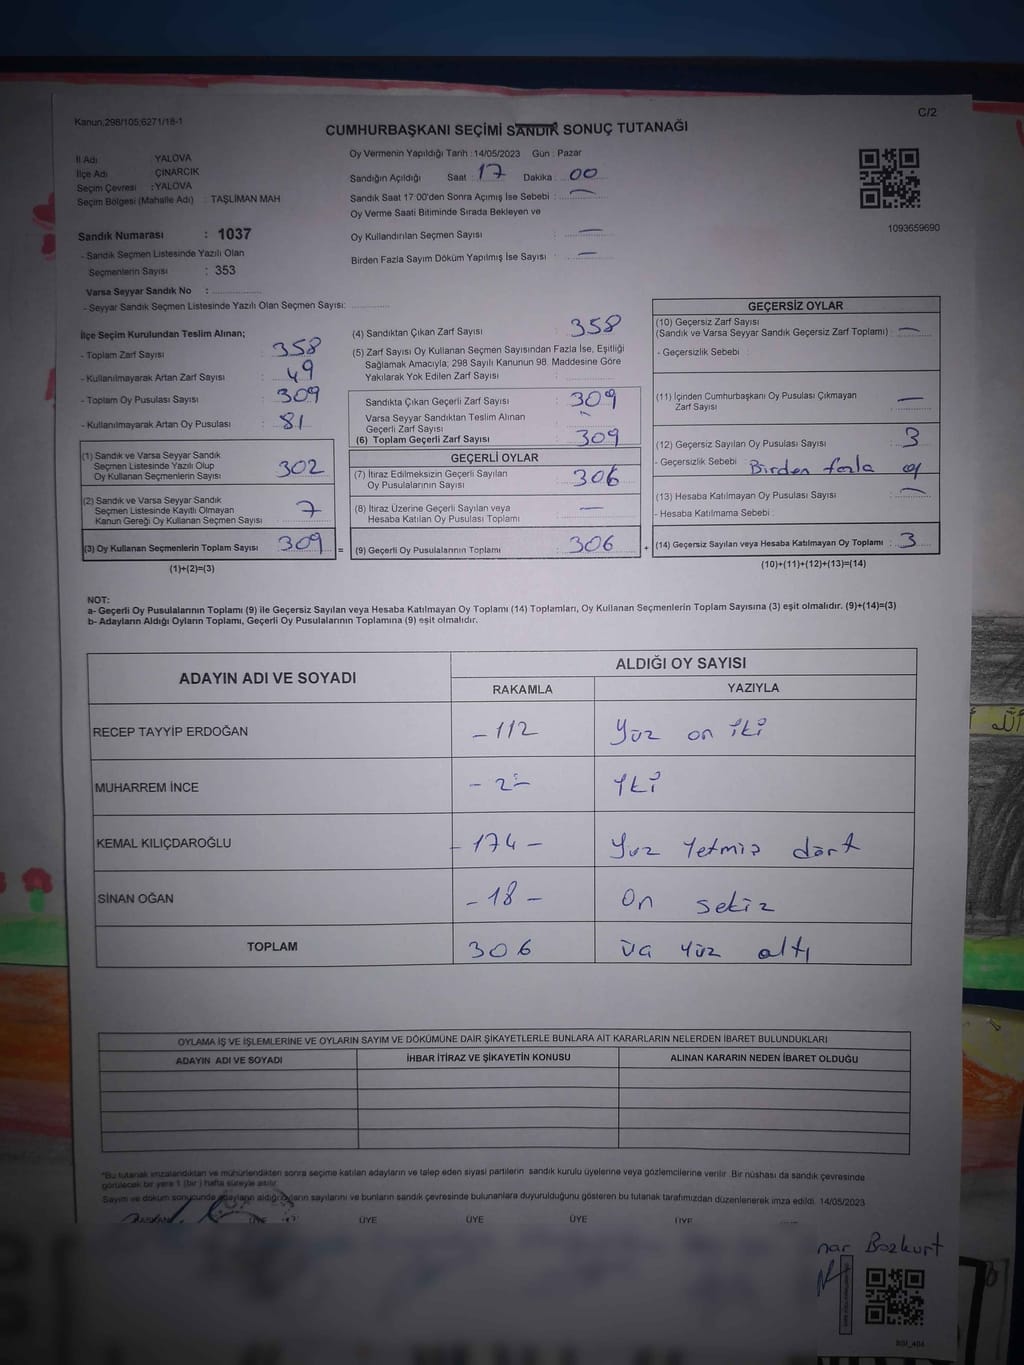 Kanun:298/105;6271/18-1
C/2
CUMHURBAŞKANI SEÇİMİ SANDIK SONUÇ TUTANAĞI
İl Adı YALOVA
İlçe Adı ÇINARCIK
Seçim Çevresi :YALOVA
Seçim Bölgesi (Mahalle Adı) : TAŞLİMAN MAH
Oy Vermenin Yapıldığı Tarih :14/05/2023 Gün : Pazar
Sandığın Açıldığı Saat : 17 Dakika : 00
Sandık Saat 17:00'den Sonra Açımış İse Sebebi : —
Oy Verme Saati Bitiminde Sırada Bekleyen ve
Oy Kullandırılan Seçmen Sayısı : —
Birden Fazla Sayım Döküm Yapılmış İse Sayısı : —
1093659690
Sandık Numarası : 1037
- Sandık Seçmen Listesinde Yazılı Olan
Seçmenlerin Sayısı : 353
Varsa Seyyar Sandık No :
- Seyyar Sandık Seçmen Listesinde Yazılı Olan Seçmen Sayısı:
İlçe Seçim Kurulundan Teslim Alınan;
- Toplam Zarf Sayısı : 358
- Kullanılmayarak Artan Zarf Sayısı : 49
- Toplam Oy Pusulası Sayısı : 309
- Kullanılmayarak Artan Oy Pusulası : 81
(1) Sandık ve Varsa Seyyar Sandık
Seçmen Listesinde Yazılı Olup
Oy Kullanan Seçmenlerin Sayısı : 302
(2) Sandık ve Varsa Seyyar Sandık
Seçmen Listesinde Kayıtlı Olmayan
Kanun Gereği Oy Kullanan Seçmen Sayısı : 7
(3) Oy Kullanan Seçmenlerin Toplam Sayısı : 309 =
(1)+(2)=(3)
(4) Sandıktan Çıkan Zarf Sayısı : 358
(5) Zarf Sayısı Oy Kullanan Seçmen Sayısından Fazla İse, Eşitliği
Sağlamak Amacıyla; 298 Sayılı Kanunun 98. Maddesine Göre
Yakılarak Yok Edilen Zarf Sayısı :
Sandıkta Çıkan Geçerli Zarf Sayısı : 309
Varsa Seyyar Sandıktan Teslim Alınan
Geçerli Zarf Sayısı : –
(6) Toplam Geçerli Zarf Sayısı : 309
GEÇERLİ OYLAR
(7) İtiraz Edilmeksizin Geçerli Sayılan
Oy Pusulalarının Sayısı : 306
(8) İtiraz Üzerine Geçerli Sayılan veya
Hesaba Katılan Oy Pusulası Toplamı : —
(9) Geçerli Oy Pusulalarının Toplamı : 306 +
GEÇERSİZ OYLAR
(10) Geçersiz Zarf Sayısı
(Sandık ve Varsa Seyyar Sandık Geçersiz Zarf Toplamı) : —
- Geçersizlik Sebebi :
(11) İçinden Cumhurbaşkanı Oy Pusulası Çıkmayan
Zarf Sayısı : —
(12) Geçersiz Sayılan Oy Pusulası Sayısı : 3
- Geçersizlik Sebebi Birden fazla oy
(13) Hesaba Katılmayan Oy Pusulası Sayısı : —
- Hesaba Katılmama Sebebi :
(14) Geçersiz Sayılan veya Hesaba Katılmayan Oy Toplamı : 3
(10)+(11)+(12)+(13)=(14)
NOT:
a- Geçerli Oy Pusulalarının Toplamı (9) ile Geçersiz Sayılan veya Hesaba Katılmayan Oy Toplamı (14) Toplamları, Oy Kullanan Seçmenlerin Toplam Sayısına (3) eşit olmalıdır. (9)+(14)=(3)
b- Adayların Aldığı Oyların Toplamı, Geçerli Oy Pusulalarının Toplamına (9) eşit olmalıdır.
ADAYIN ADI VE SOYADI ALDIĞI OY SAYISI
RAKAMLA YAZIYLA
RECEP TAYYİP ERDOĞAN - 112 Yüz on iki
MUHARREM İNCE - 2 - iki
KEMAL KILIÇDAROĞLU - 174 - Yuz Yetmiş dört
SİNAN OĞAN - 18 - On sekiz
TOPLAM 306 üç yüz altı
OYLAMA İŞ VE İŞLEMLERİNE VE OYLARIN SAYIM VE DÖKÜMÜNE DAİR ŞİKAYETLERLE BUNLARA AİT KARARLARIN NELERDEN İBARET BULUNDUKLARI
ADAYIN ADI VE SOYADI İHBAR İTİRAZ VE ŞİKAYETİN KONUSU ALINAN KARARIN NEDEN İBARET OLDUĞU
*Bu tutanak imzalandıktan ve mühürlendikten sonra seçime katılan adayların ve talep eden siyasi partilerin sandık kurulu üyelerine veya gözlemcilerine verilir. Bir nüshası da sandık çevresinde
görülecek bir yere 1 (bir) hafta süreyle asılır.
Sayım ve döküm sonucunda adayların aldığı oyların sayılarını ve bunların sandık çevresinde bulunanlara duyurulduğunu gösteren bu tutanak tarafımızdan düzenlenerek imza edildi. 14/05/2023
BAŞKAN ÜYE ÜYE ÜYE ÜYE ÜYE
nar Bozkurt